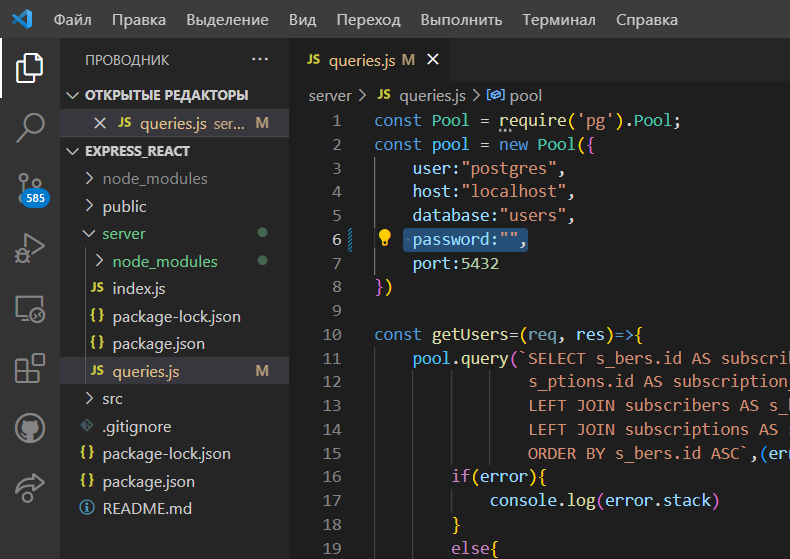 Файл Правка Выделение Вид Переход Выполнить Терминал Справка
ПРОВОДНИК ...
ОТКРЫТЫЕ РЕДАКТОРЫ
JS queries.js ser... M
EXPRESS_REACT
node_modules
public
server
node_modules
index.js
{} package-lock.json
{} package.json
JS queries.js M
src
.gitignore
{} package-lock.json
{} package.json
README.md
585
JS queries.js M
server > JS queries.js > pool
1 const Pool = require('pg').Pool;
2 const pool = new Pool({
3 user:"postgres",
4 host:"localhost",
5 database:"users",
6 password:"",
7 port:5432
8 })
9
10 const getUsers=(req, res)=>{
11 pool.query(`SELECT s_bers.id AS subscri
12 s_ptions.id AS subscription_
13 LEFT JOIN subscribers AS s_
14 LEFT JOIN subscriptions AS
15 ORDER BY s_bers.id ASC`,(er
16 if(error){
17 console.log(error.stack)
18 }
19 else{